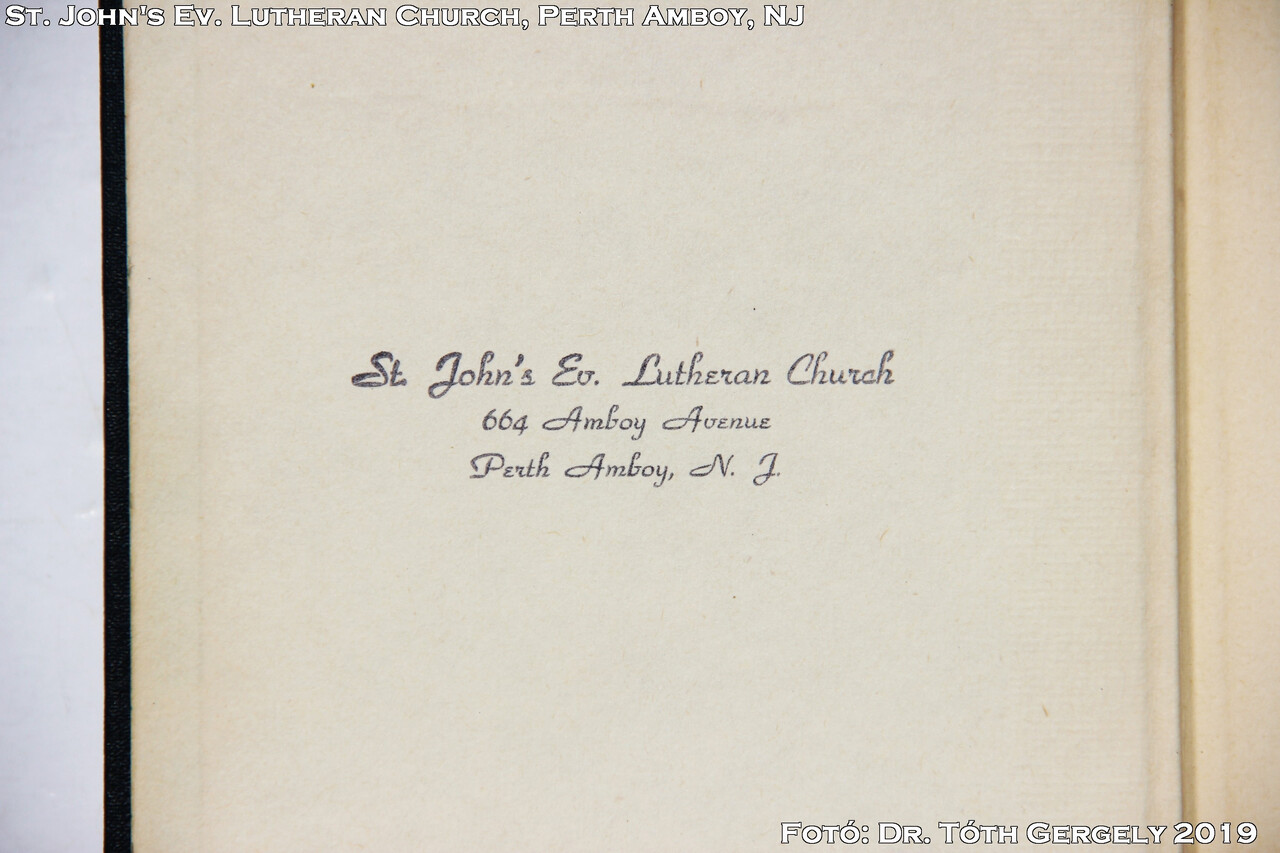 St. John's Ev. Lutheran Church, Perth Amboy, NJ
St. John's Ev. Lutheran Church
664 Amboy Avenue
Perth Amboy, N. J.
Fotó: Dr. Tóth Gergely 2019